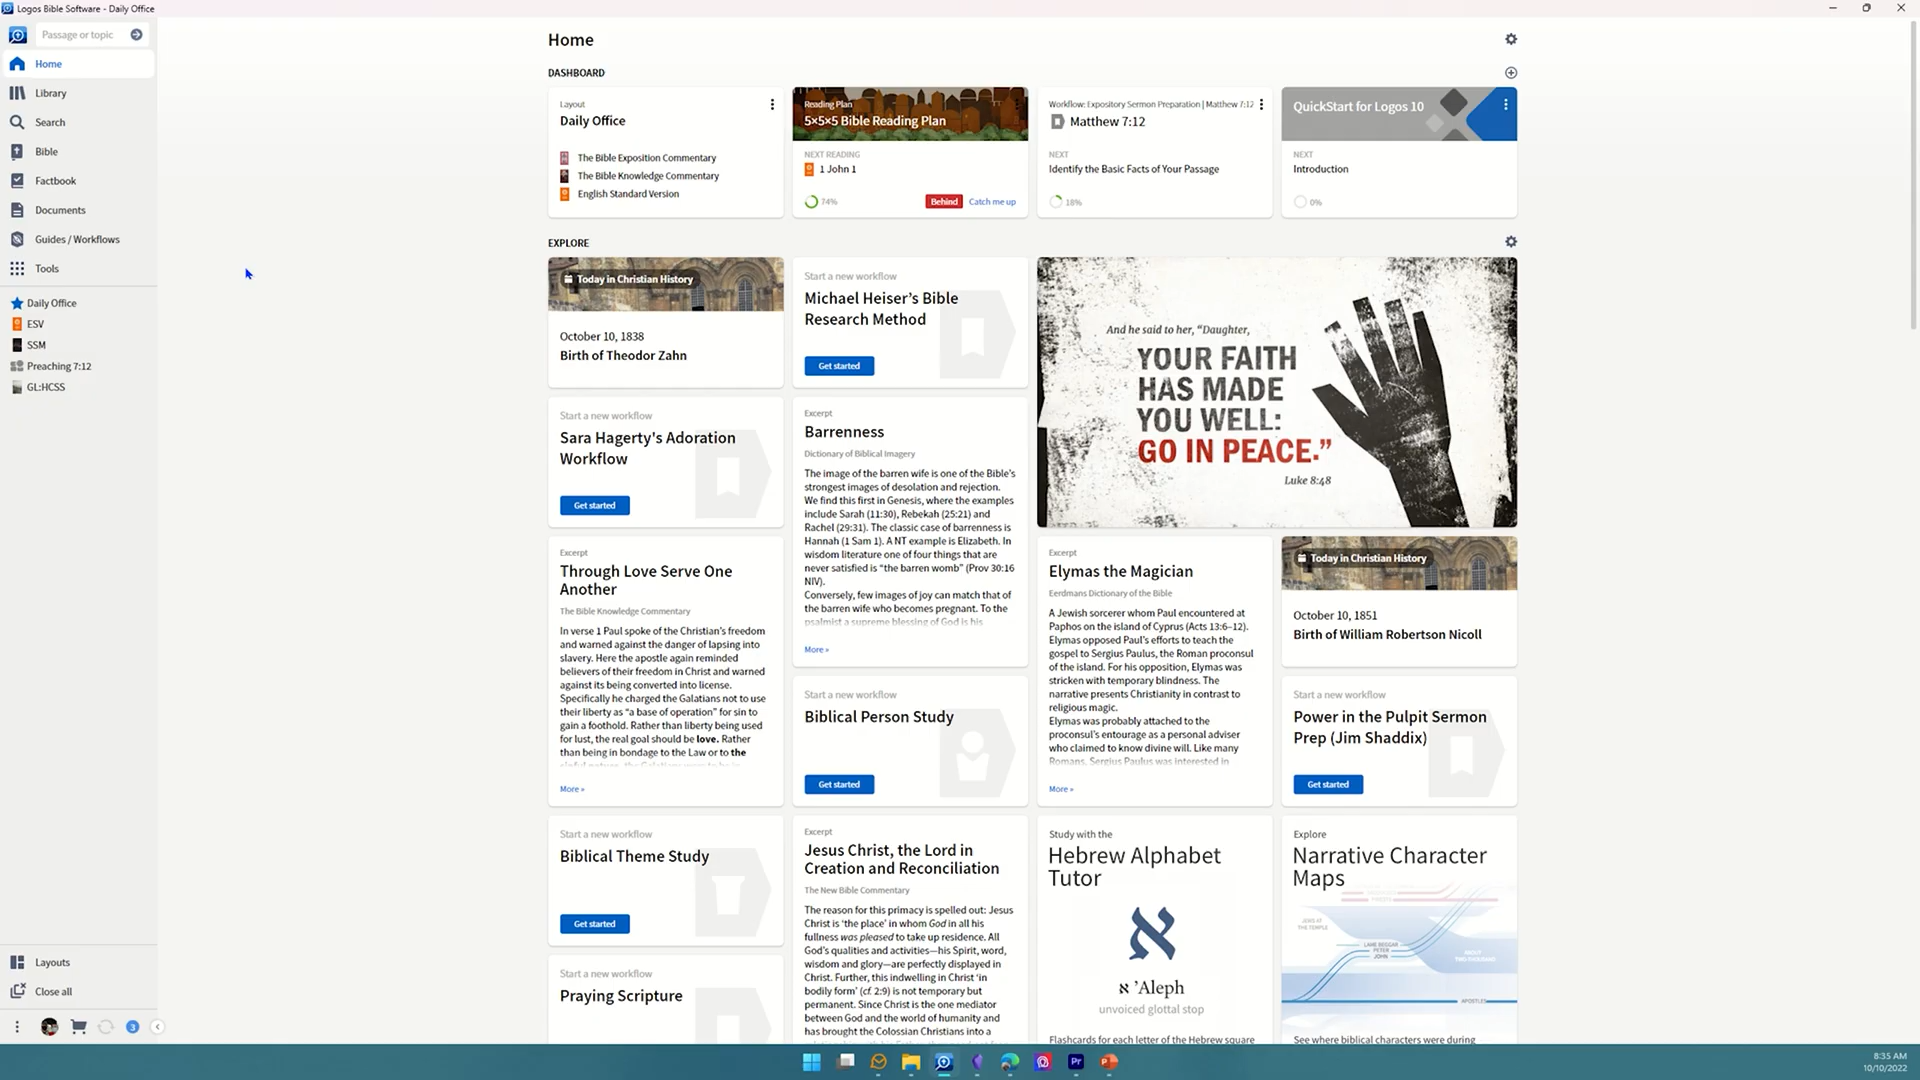 Logos Bible Software - Daily Office
Passage or topic
Home
Library
Search
Bible
Factbook
Documents
Guides / Workflows
Tools
Daily Office
ESV
SSM
Preaching 7:12
GL:HCSS
Layouts
Close all
3
Home
DASHBOARD
Layout
Daily Office
The Bible Exposition Commentary
The Bible Knowledge Commentary
English Standard Version
Reading Plan
5×5×5 Bible Reading Plan
NEXT READING
1 John 1
74%
Behind
Catch me up
Workflow: Expository Sermon Preparation | Matthew 7:12
Matthew 7:12
NEXT
Identify the Basic Facts of Your Passage
18%
QuickStart for Logos 10
NEXT
Introduction
0%
EXPLORE
Today in Christian History
October 10, 1838
Birth of Theodor Zahn
Start a new workflow
Michael Heiser's Bible
Research Method
Get started
And he said to her, "Daughter,
YOUR FAITH
HAS MADE
YOU WELL:
GO IN PEACE."
Luke 8:48
Start a new workflow
Sara Hagerty's Adoration
Workflow
Get started
Excerpt
Barrenness
Dictionary of Biblical Imagery
The image of the barren wife is one of the Bible's
strongest images of desolation and rejection.
We find this first in Genesis, where the examples
include Sarah (11:30), Rebekah (25:21) and
Rachel (29:31). The classic case of barrenness is
Hannah (1 Sam 1). A NT example is Elizabeth. In
wisdom literature one of four things that are
never satisfied is "the barren womb" (Prov 30:16
NIV).
Conversely, few images of joy can match that of
the barren wife who becomes pregnant. To the
psalmist a supreme blessing of God is his
More »
Excerpt
Through Love Serve One
Another
The Bible Knowledge Commentary
In verse 1 Paul spoke of the Christian's freedom
and warned against the danger of lapsing into
slavery. Here the apostle again reminded
believers of their freedom in Christ and warned
against its being converted into license.
Specifically he charged the Galatians not to use
their liberty as "a base of operation" for sin to
gain a foothold. Rather than liberty being used
for lust, the real goal should be love. Rather
than being in bondage to the Law or to the
More »
Excerpt
Elymas the Magician
Eerdmans Dictionary of the Bible
A Jewish sorcerer whom Paul encountered at
Paphos on the island of Cyprus (Acts 13:6–12).
Elymas opposed Paul's efforts to teach the
gospel to Sergius Paulus, the Roman proconsul
of the island. For his opposition, Elymas was
stricken with temporary blindness. The
narrative presents Christianity in contrast to
religious magic.
Elymas was probably attached to the
proconsul's entourage as a personal adviser
who claimed to know divine will. Like many
Romans, Sergius Paulus was interested in
More »
Today in Christian History
October 10, 1851
Birth of William Robertson Nicoll
Start a new workflow
Biblical Person Study
Get started
Start a new workflow
Power in the Pulpit Sermon
Prep (Jim Shaddix)
Get started
Start a new workflow
Biblical Theme Study
Get started
Excerpt
Jesus Christ, the Lord in
Creation and Reconciliation
The New Bible Commentary
The reason for this primacy is spelled out: Jesus
Christ is 'the place' in whom God in all his
fullness was pleased to take up residence. All
God's qualities and activities—his Spirit, word,
wisdom and glory—are perfectly displayed in
Christ. Further, this indwelling in Christ 'in
bodily form' (cf. 2:9) is not temporary but
permanent. Since Christ is the one mediator
between God and the world of humanity and
has brought the Colossian Christians into a
Study with the
Hebrew Alphabet
Tutor
א
א 'Aleph
unvoiced glottal stop
Flashcards for each letter of the Hebrew square
Explore
Narrative Character
Maps
JEWS AT
THE TEMPLE
LAME BEGGAR
PETER
JOHN
ABOUT
TWO THOUSAND
APOSTLES
See where biblical characters were during
Start a new workflow
Praying Scripture
Pr
8:35 AM
10/10/2022